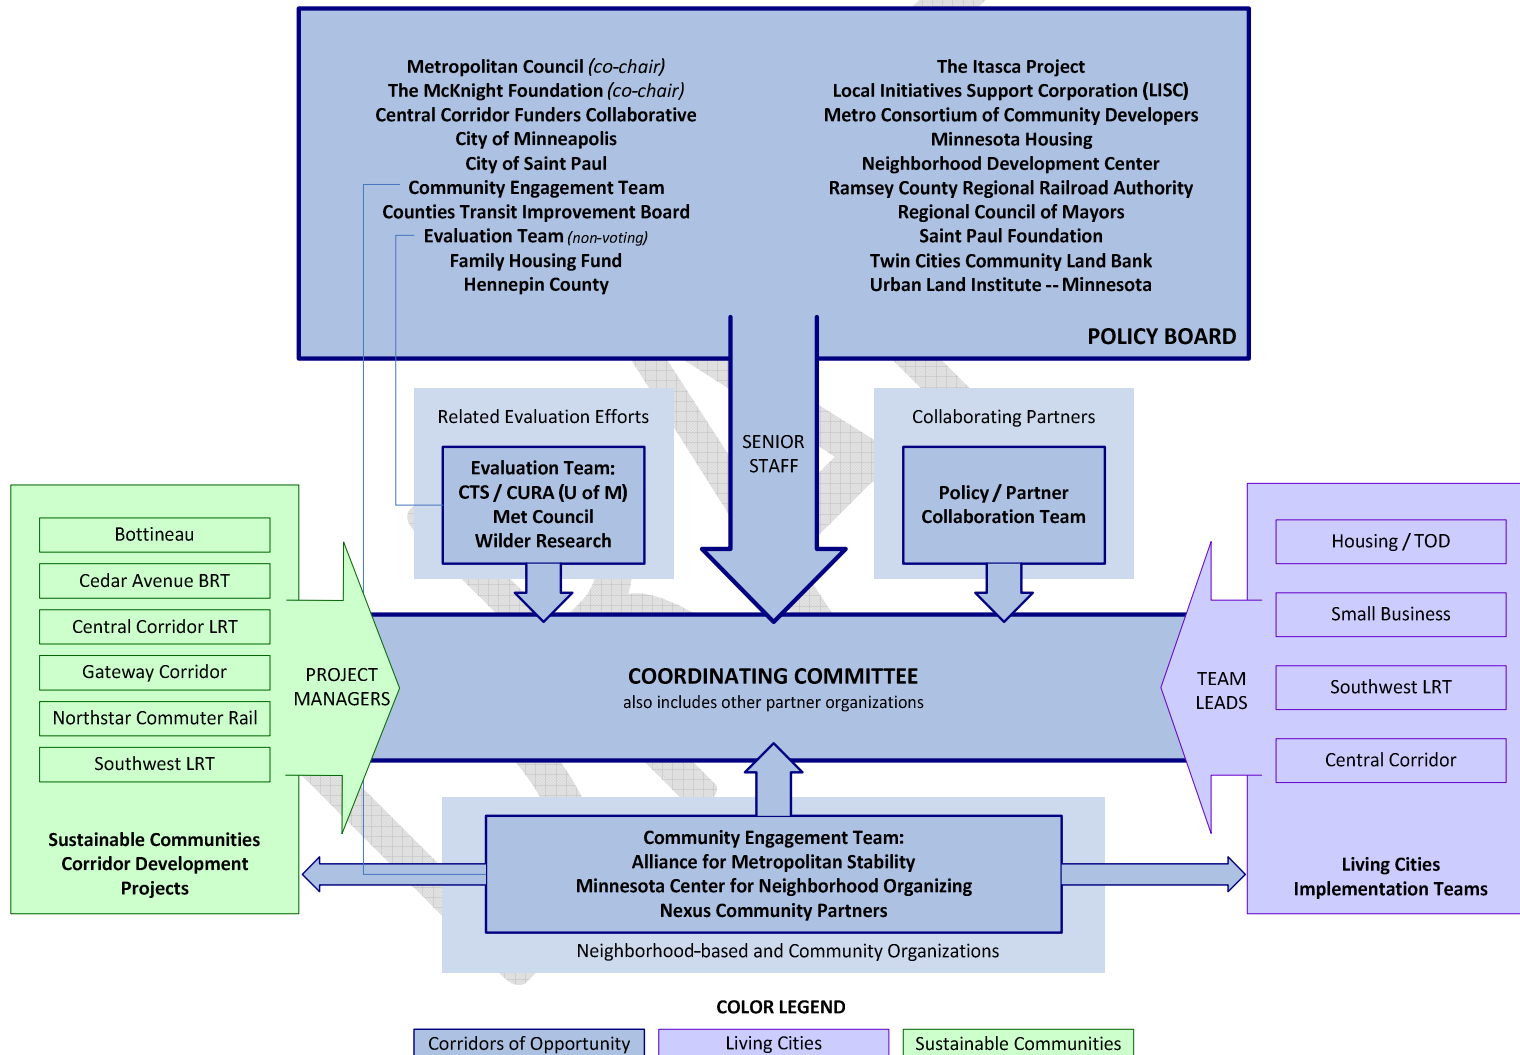 Metropolitan Council (co-chair)
The McKnight Foundation (co-chair)
Central Corridor Funders Collaborative
City of Minneapolis
City of Saint Paul
Community Engagement Team
Counties Transit Improvement Board
Evaluation Team (non-voting)
Family Housing Fund
Hennepin County
The Itasca Project
Local Initiatives Support Corporation (LISC)
Metro Consortium of Community Developers
Minnesota Housing
Neighborhood Development Center
Ramsey County Regional Railroad Authority
Regional Council of Mayors
Saint Paul Foundation
Twin Cities Community Land Bank
Urban Land Institute -- Minnesota
POLICY BOARD
Related Evaluation Efforts
Evaluation Team:
CTS / CURA (U of M)
Met Council
Wilder Research
SENIOR
STAFF
Collaborating Partners
Policy / Partner
Collaboration Team
Bottineau
Cedar Avenue BRT
Central Corridor LRT
Gateway Corridor
Northstar Commuter Rail
Southwest LRT
Sustainable Communities
Corridor Development
Projects
PROJECT
MANAGERS
COORDINATING COMMITTEE
also includes other partner organizations
TEAM
LEADS
Housing / TOD
Small Business
Southwest LRT
Central Corridor
Living Cities
Implementation Teams
Community Engagement Team:
Alliance for Metropolitan Stability
Minnesota Center for Neighborhood Organizing
Nexus Community Partners
Neighborhood-based and Community Organizations
COLOR LEGEND
Corridors of Opportunity
Living Cities
Sustainable Communities